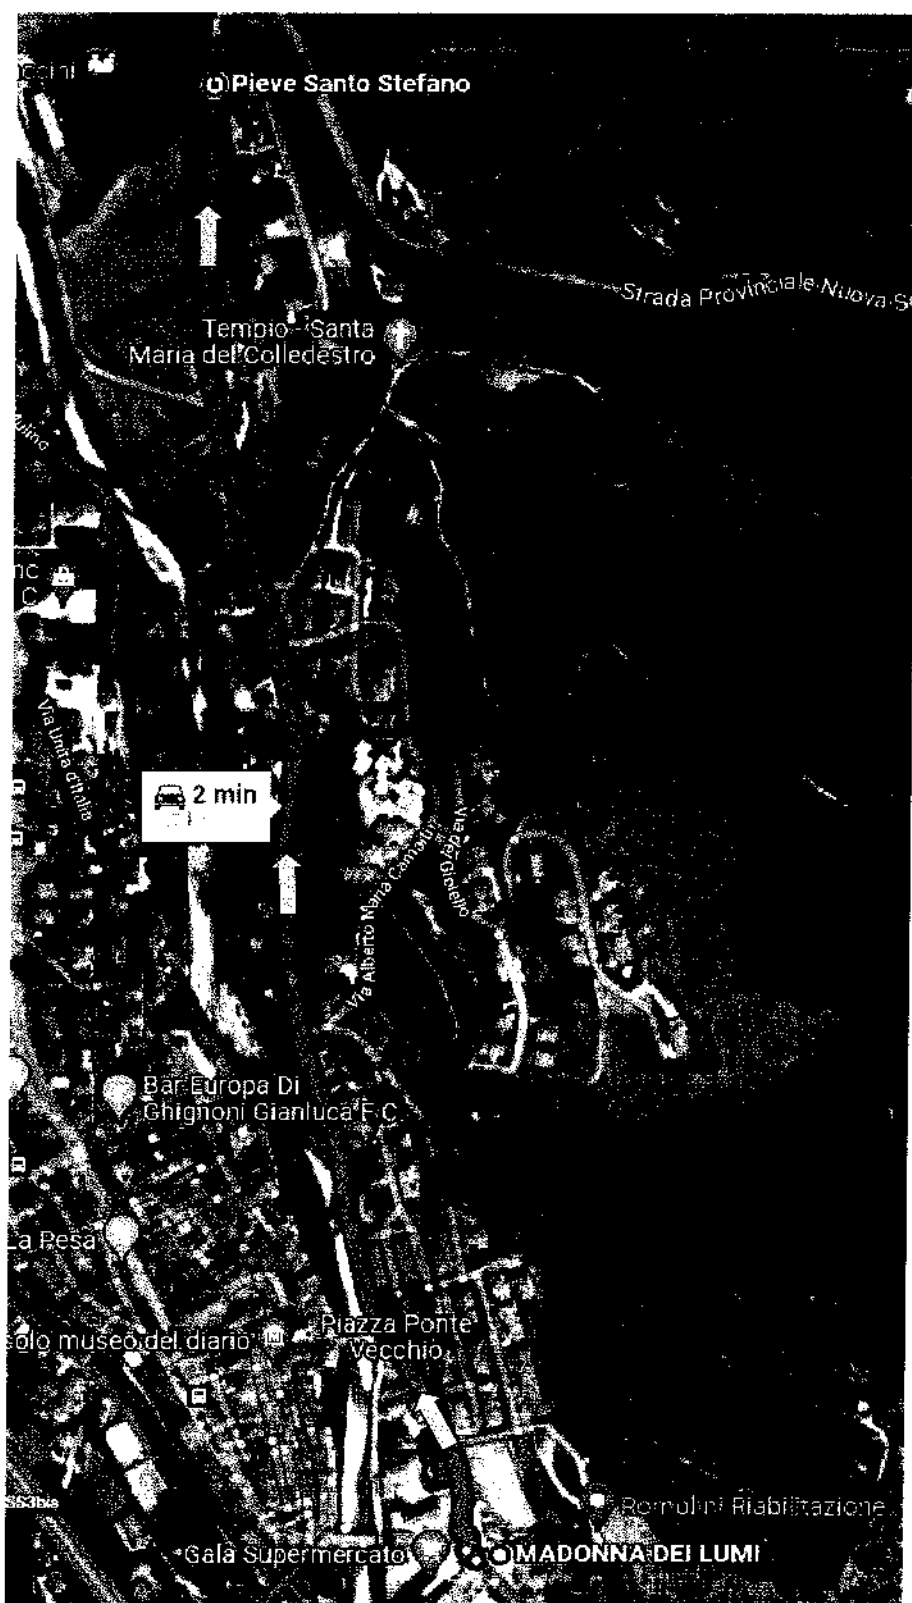 Pieve Santo Stefano
Strada Provinciale Nuova S
Tempio - Santa
Maria del Colledestro
Mulino
C
Via Unità d'Italia
2 min
Via Alberto Maria Camaiti
Bar Europa Di
Ghignoni Gianluca F.C
La Pesa
Piazza Ponte
Vecchio
olo museo del diario
SS3bis
Romolini Riabilitazione
Gala Supermercato
MADONNA DEI LUMI